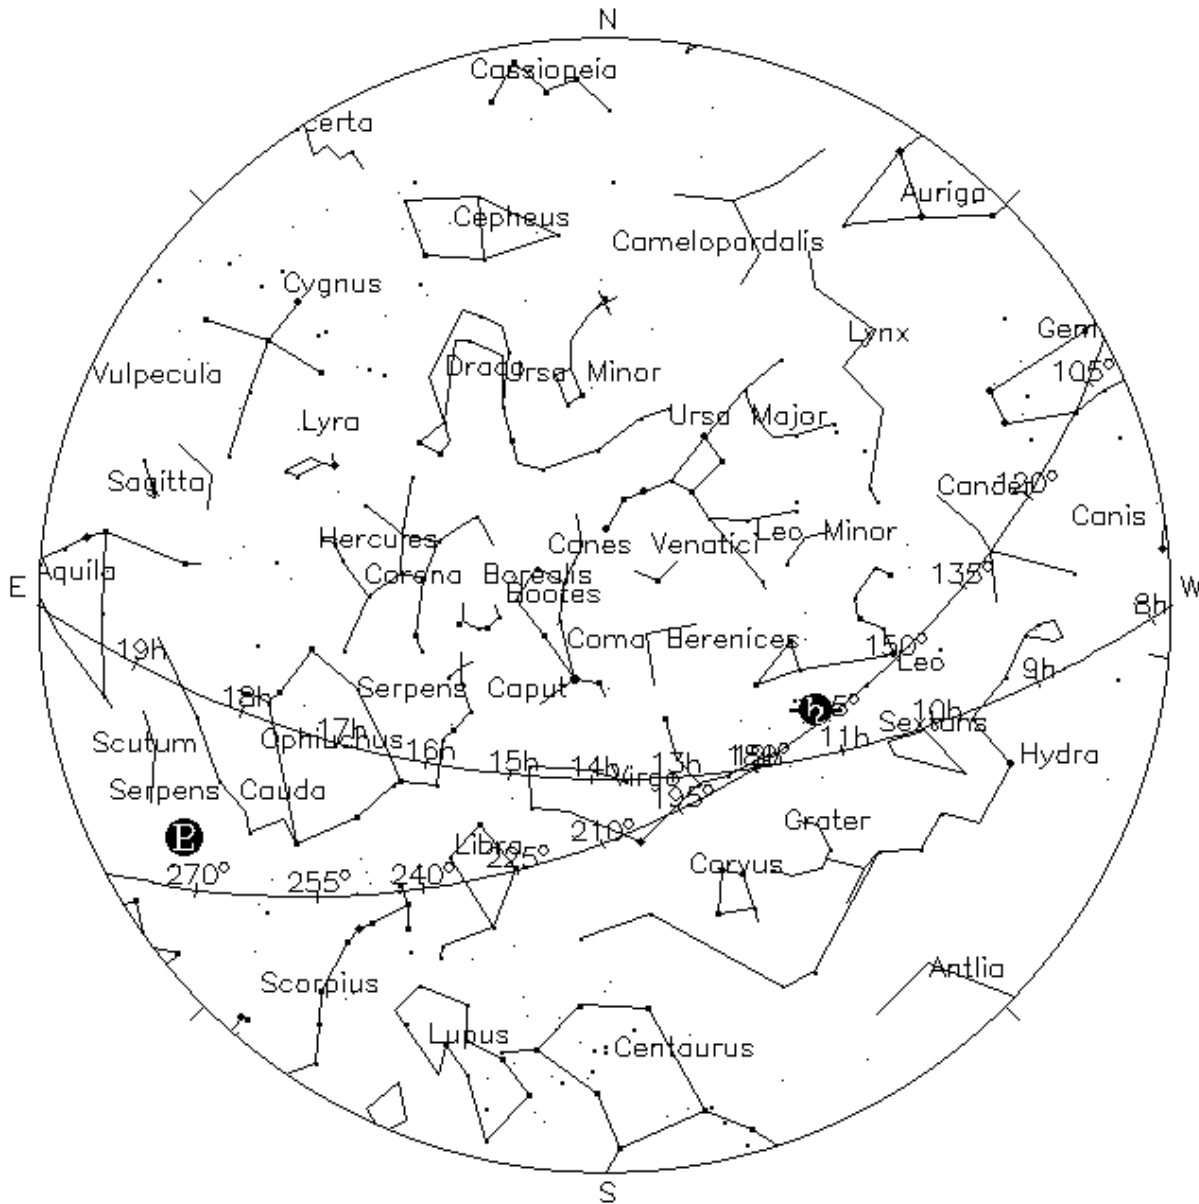 N
Cassiopeia
certa
Auriga
Cepheus
Camelopardalis
Cygnus
Lynx
Gem
Vulpecula
Draco
Ursa Minor
105°
Lyra
Ursa Major
Sagitta
Cancer
120°
Canis
Hercules
Canes Venatici
Leo Minor
Aquila
Corona Borealis
135°
E
Bootes
W
8h
Coma Berenices
150°
19h
Leo
9h
Serpens Caput
18h
10h
Scutum
Ophiuchus
17h
16h
15h
14h
Virgo
13h
11h
Sextans
Hydra
Serpens Cauda
195°
Crater
210°
Libra
225°
Corvus
270°
255°
240°
Scorpius
Antlia
Lupus
Centaurus
S